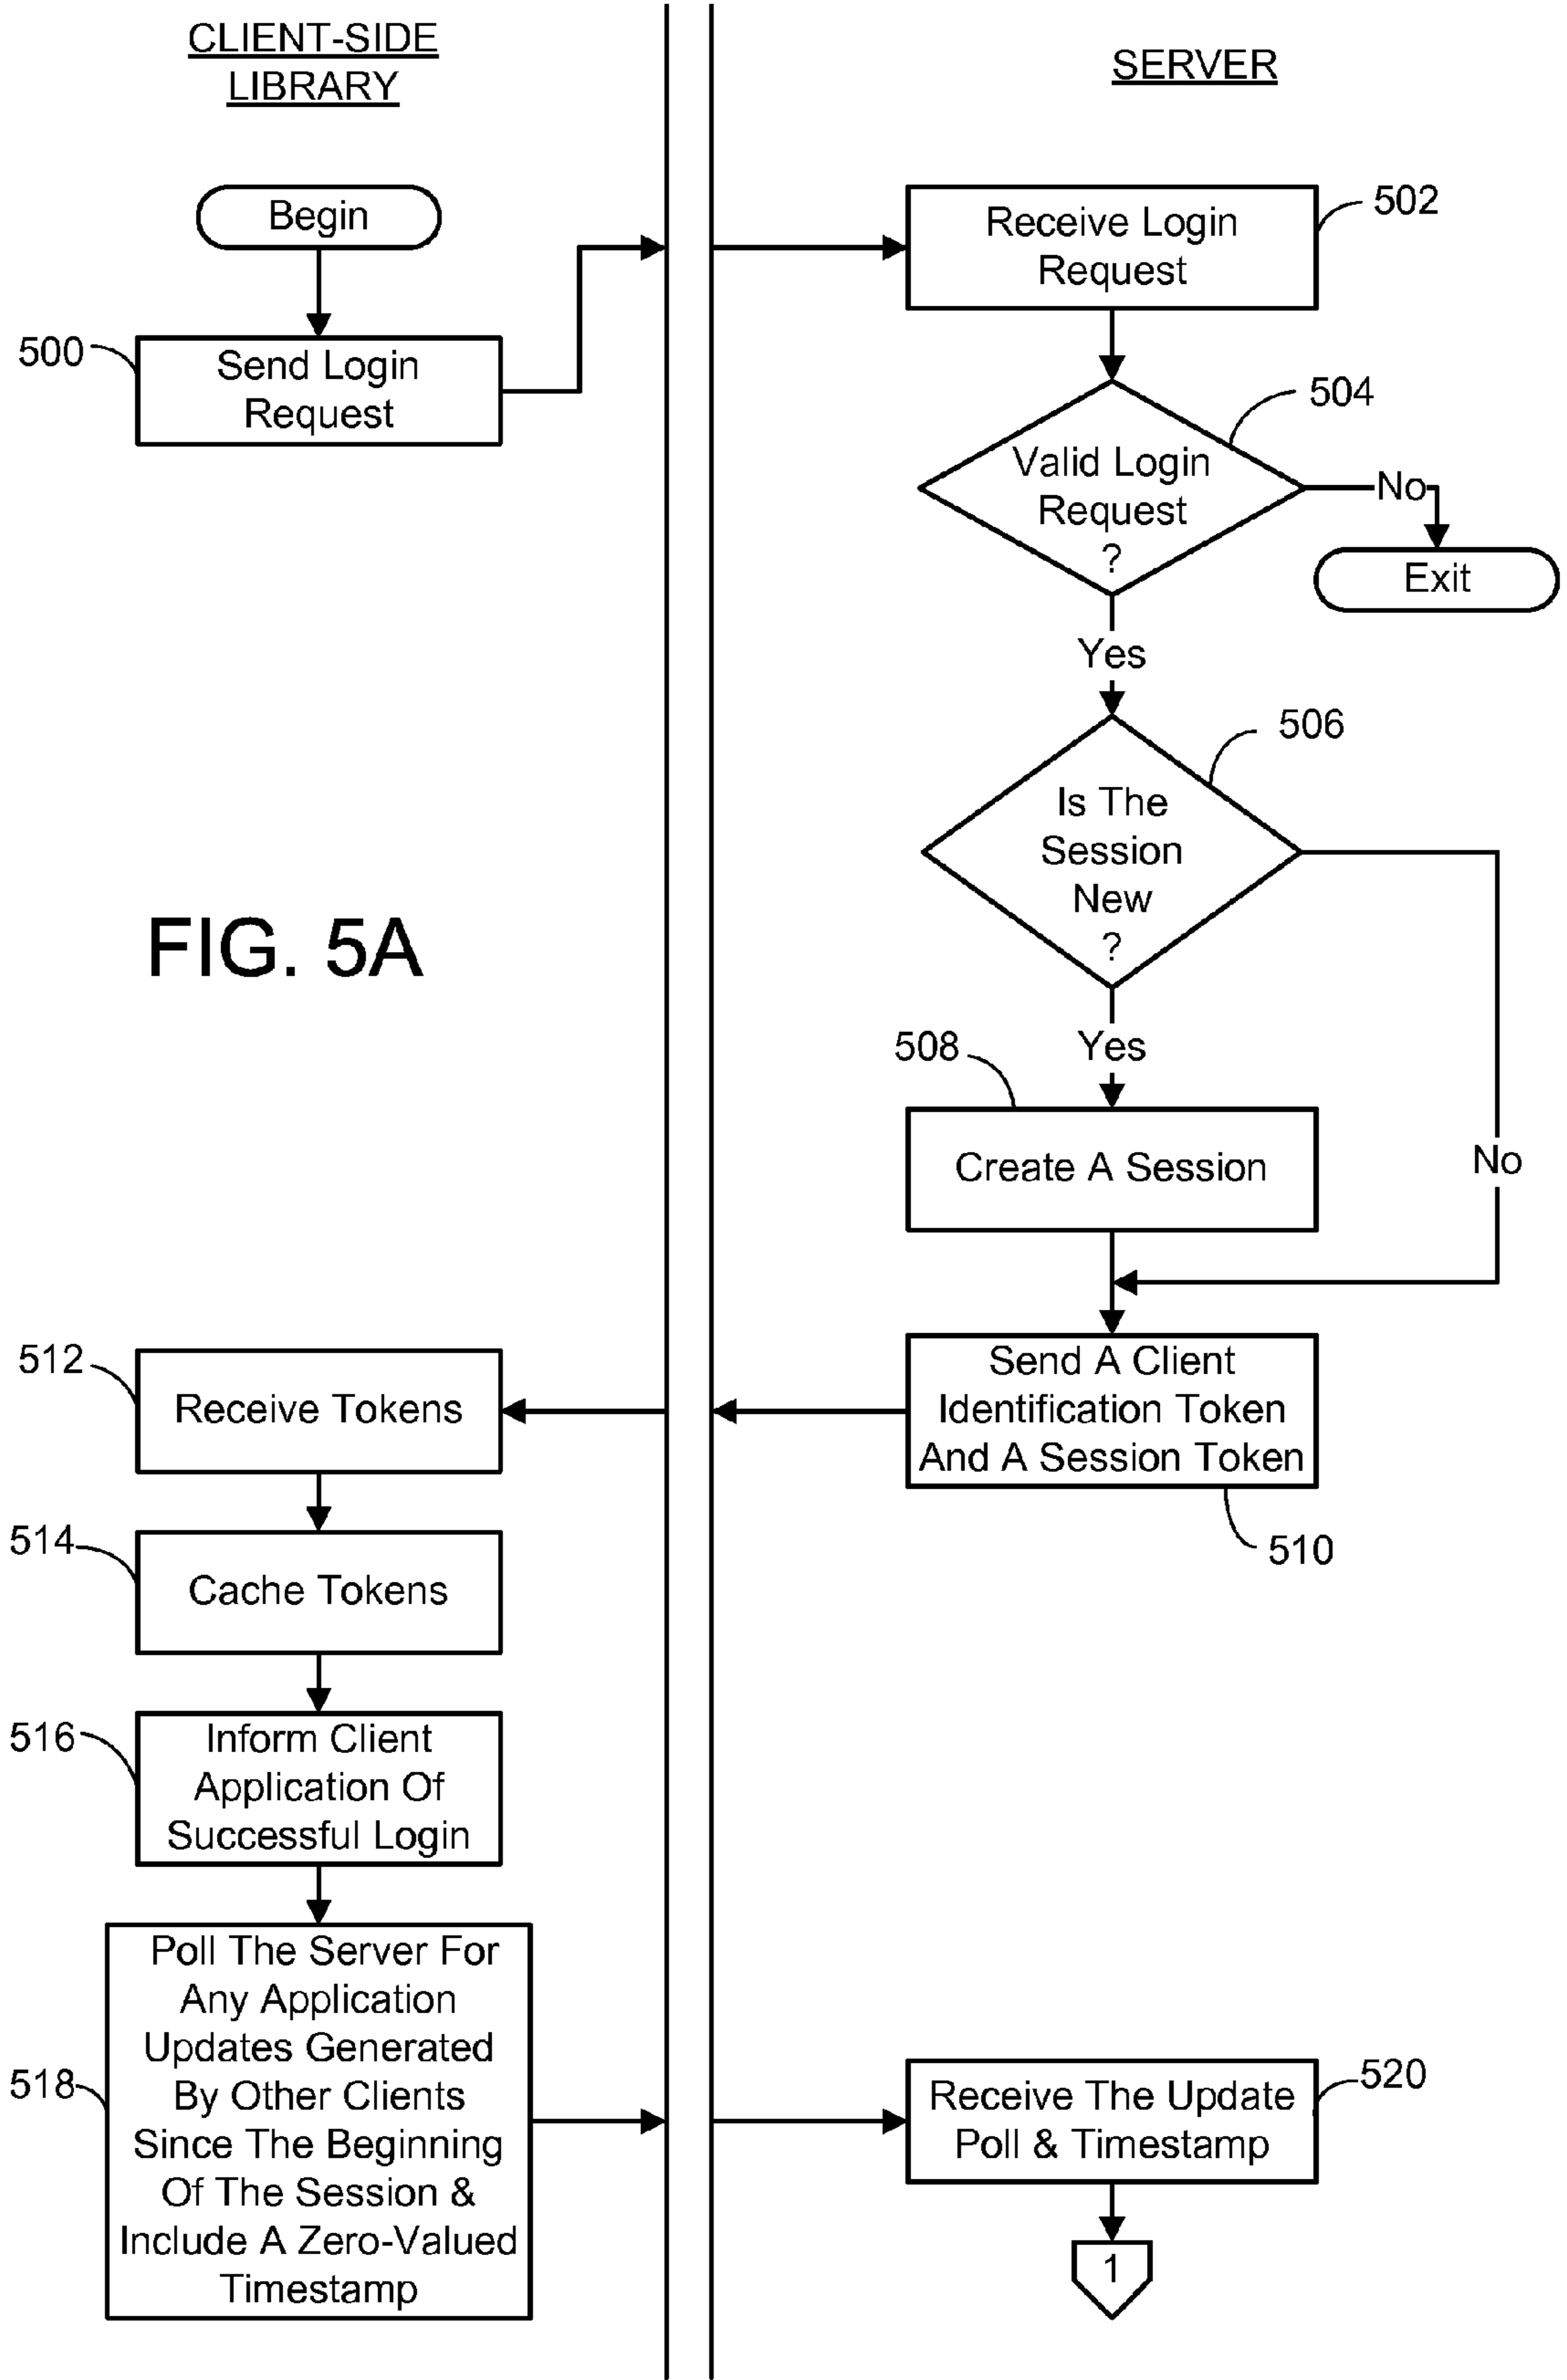 CLIENT-SIDE
LIBRARY
SERVER
Begin
500
Send Login
Request
Receive Login
Request
502
504
Valid Login
Request
?
No
Exit
Yes
506
Is The
Session
New
?
FIG. 5A
508
Yes
Create A Session
No
Send A Client
Identification Token
And A Session Token
510
512
Receive Tokens
514
Cache Tokens
516
Inform Client
Application Of
Successful Login
518
Poll The Server For
Any Application
Updates Generated
By Other Clients
Since The Beginning
Of The Session &
Include A Zero-Valued
Timestamp
520
Receive The Update
Poll & Timestamp
1